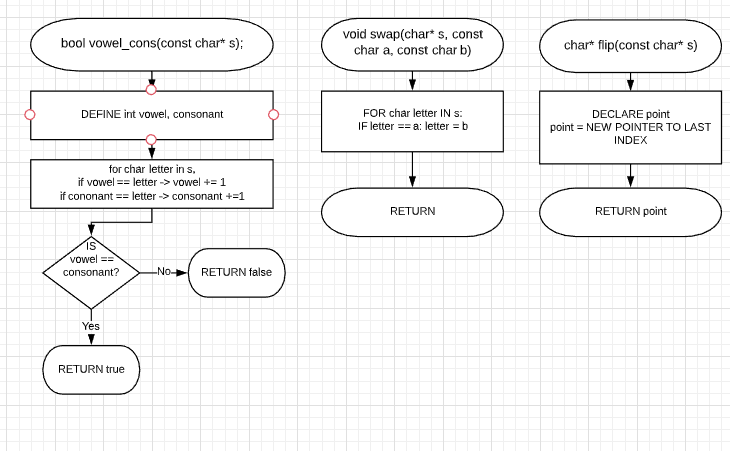 bool vowel_cons(const char* s);
DEFINE int vowel, consonant
for char letter in s,
if vowel == letter -> vowel += 1
if cononant == letter -> consonant +=1
IS
vowel ==
consonant?
No
RETURN false
Yes
RETURN true
void swap(char* s, const
char a, const char b)
FOR char letter IN s:
IF letter == a: letter = b
RETURN
char* flip(const char* s)
DECLARE point
point = NEW POINTER TO LAST
INDEX
RETURN point